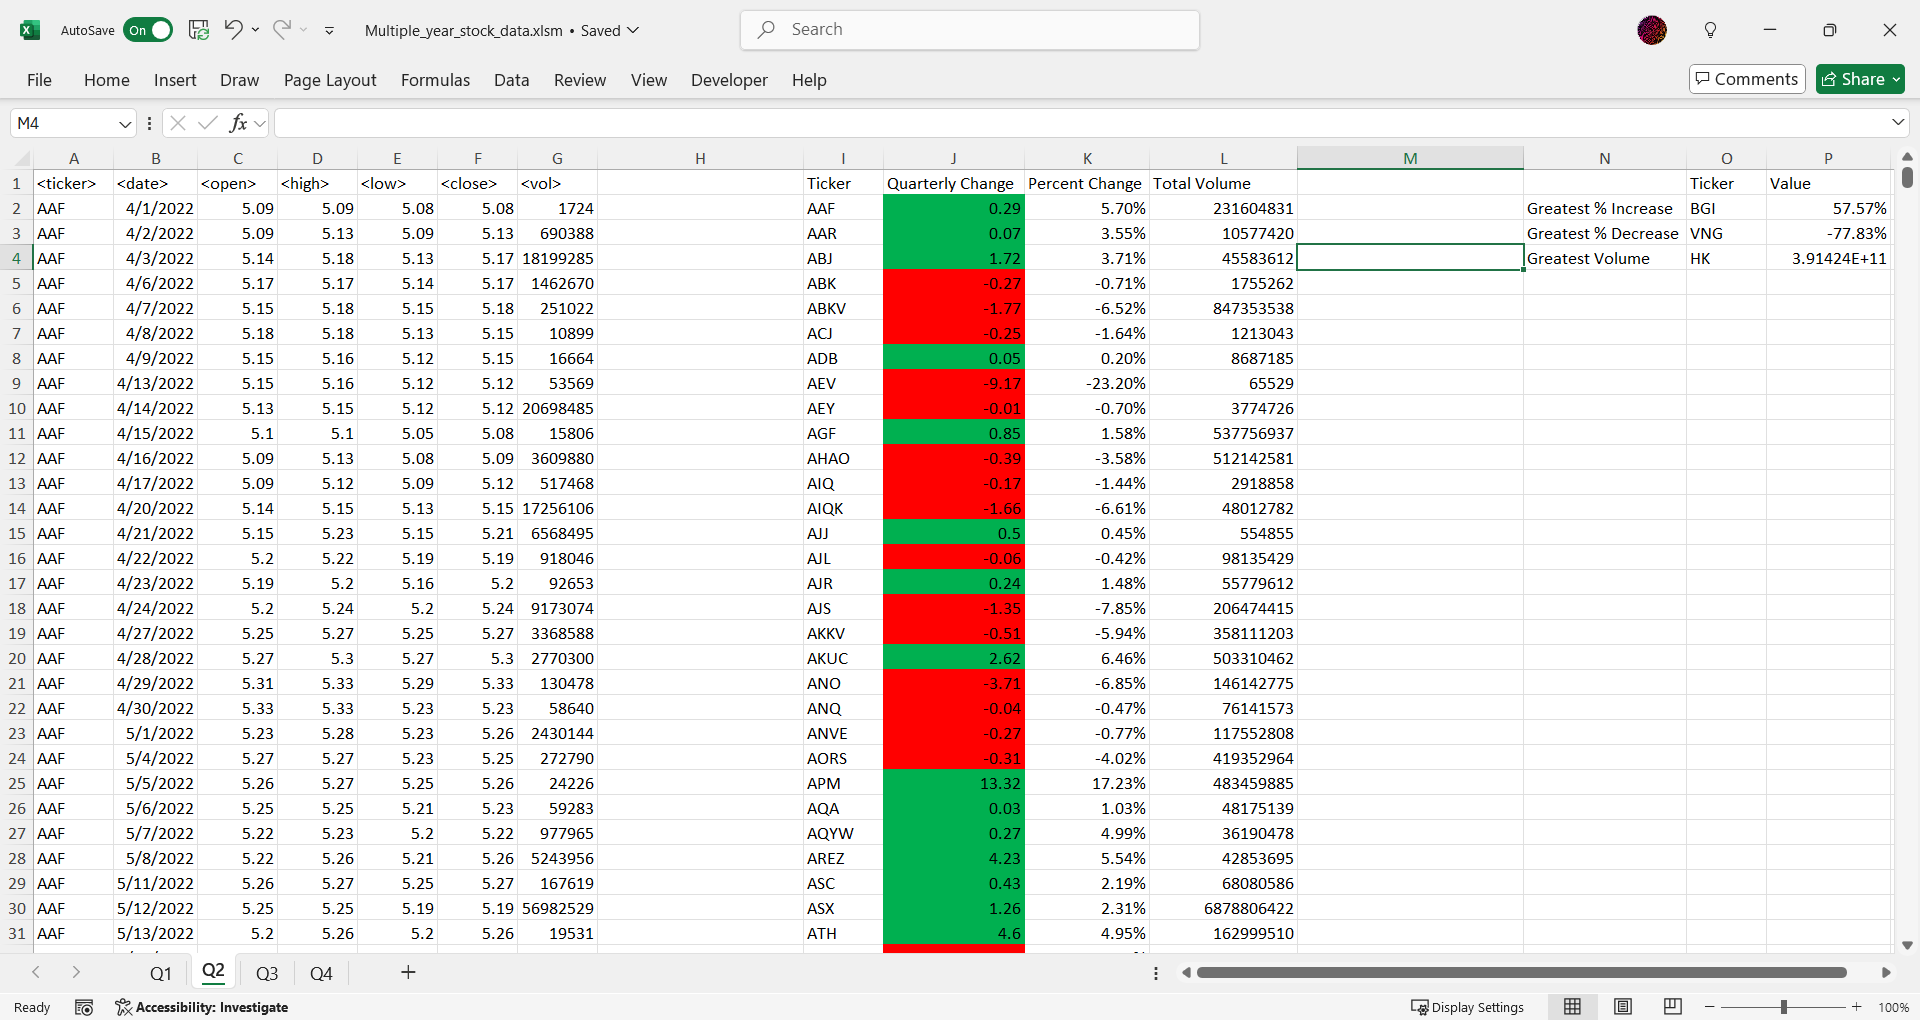 AutoSave On Multiple_year_stock_data.xlsm • Saved Search
File Home Insert Draw Page Layout Formulas Data Review View Developer Help Comments Share
M4 fx
A B C D E F G H I J K L M N O P
1 <ticker> <date> <open> <high> <low> <close> <vol> Ticker Quarterly Change Percent Change Total Volume Ticker Value
2 AAF 4/1/2022 5.09 5.09 5.08 5.08 1724 AAF 0.29 5.70% 231604831 Greatest % Increase BGI 57.57%
3 AAF 4/2/2022 5.09 5.13 5.09 5.13 690388 AAR 0.07 3.55% 10577420 Greatest % Decrease VNG -77.83%
4 AAF 4/3/2022 5.14 5.18 5.13 5.17 18199285 ABJ 1.72 3.71% 45583612 Greatest Volume HK 3.91424E+11
5 AAF 4/6/2022 5.17 5.17 5.14 5.17 1462670 ABK -0.27 -0.71% 1755262
6 AAF 4/7/2022 5.15 5.18 5.15 5.18 251022 ABKV -1.77 -6.52% 847353538
7 AAF 4/8/2022 5.18 5.18 5.13 5.15 10899 ACJ -0.25 -1.64% 1213043
8 AAF 4/9/2022 5.15 5.16 5.12 5.15 16664 ADB 0.05 0.20% 8687185
9 AAF 4/13/2022 5.15 5.16 5.12 5.12 53569 AEV -9.17 -23.20% 65529
10 AAF 4/14/2022 5.13 5.15 5.12 5.12 20698485 AEY -0.01 -0.70% 3774726
11 AAF 4/15/2022 5.1 5.1 5.05 5.08 15806 AGF 0.85 1.58% 537756937
12 AAF 4/16/2022 5.09 5.13 5.08 5.09 3609880 AHAO -0.39 -3.58% 512142581
13 AAF 4/17/2022 5.09 5.12 5.09 5.12 517468 AIQ -0.17 -1.44% 2918858
14 AAF 4/20/2022 5.14 5.15 5.13 5.15 17256106 AIQK -1.66 -6.61% 48012782
15 AAF 4/21/2022 5.15 5.23 5.15 5.21 6568495 AJJ 0.5 0.45% 554855
16 AAF 4/22/2022 5.2 5.22 5.19 5.19 918046 AJL -0.06 -0.42% 98135429
17 AAF 4/23/2022 5.19 5.2 5.16 5.2 92653 AJR 0.24 1.48% 55779612
18 AAF 4/24/2022 5.2 5.24 5.2 5.24 9173074 AJS -1.35 -7.85% 206474415
19 AAF 4/27/2022 5.25 5.27 5.25 5.27 3368588 AKKV -0.51 -5.94% 358111203
20 AAF 4/28/2022 5.27 5.3 5.27 5.3 2770300 AKUC 2.62 6.46% 503310462
21 AAF 4/29/2022 5.31 5.33 5.29 5.33 130478 ANO -3.71 -6.85% 146142775
22 AAF 4/30/2022 5.33 5.33 5.23 5.23 58640 ANQ -0.04 -0.47% 76141573
23 AAF 5/1/2022 5.23 5.28 5.23 5.26 2430144 ANVE -0.27 -0.77% 117552808
24 AAF 5/4/2022 5.27 5.27 5.23 5.25 272790 AORS -0.31 -4.02% 419352964
25 AAF 5/5/2022 5.26 5.27 5.25 5.26 24226 APM 13.32 17.23% 483459885
26 AAF 5/6/2022 5.25 5.25 5.21 5.23 59283 AQA 0.03 1.03% 48175139
27 AAF 5/7/2022 5.22 5.23 5.2 5.22 977965 AQYW 0.27 4.99% 36190478
28 AAF 5/8/2022 5.22 5.26 5.21 5.26 5243956 AREZ 4.23 5.54% 42853695
29 AAF 5/11/2022 5.26 5.27 5.25 5.27 167619 ASC 0.43 2.19% 68080586
30 AAF 5/12/2022 5.25 5.25 5.19 5.19 56982529 ASX 1.26 2.31% 6878806422
31 AAF 5/13/2022 5.2 5.26 5.2 5.26 19531 ATH 4.6 4.95% 162999510
Q1 Q2 Q3 Q4
Ready Accessibility: Investigate Display Settings 100%